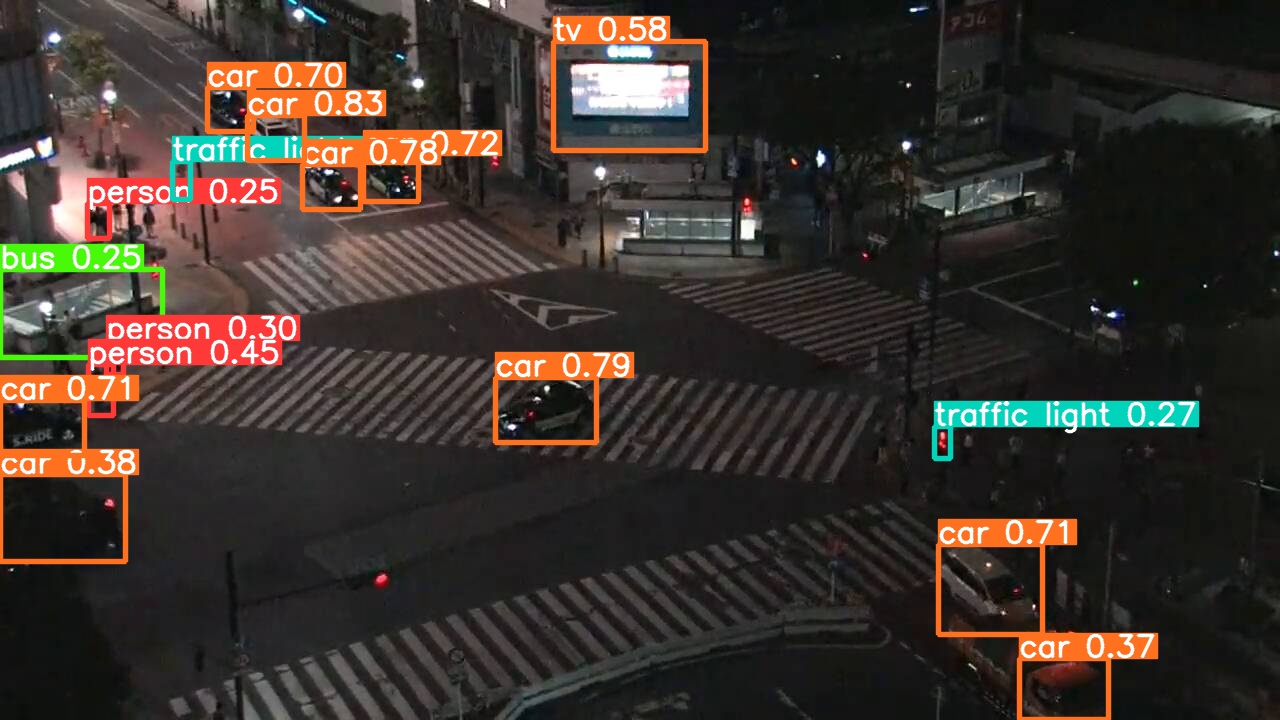 tv 0.58
car 0.70
car 0.83
traffic li
car 0.78
0.72
person 0.25
bus 0.25
person 0.30
person 0.45
car 0.79
car 0.71
S.RIDE
traffic light 0.27
car 0.38
car 0.71
car 0.37